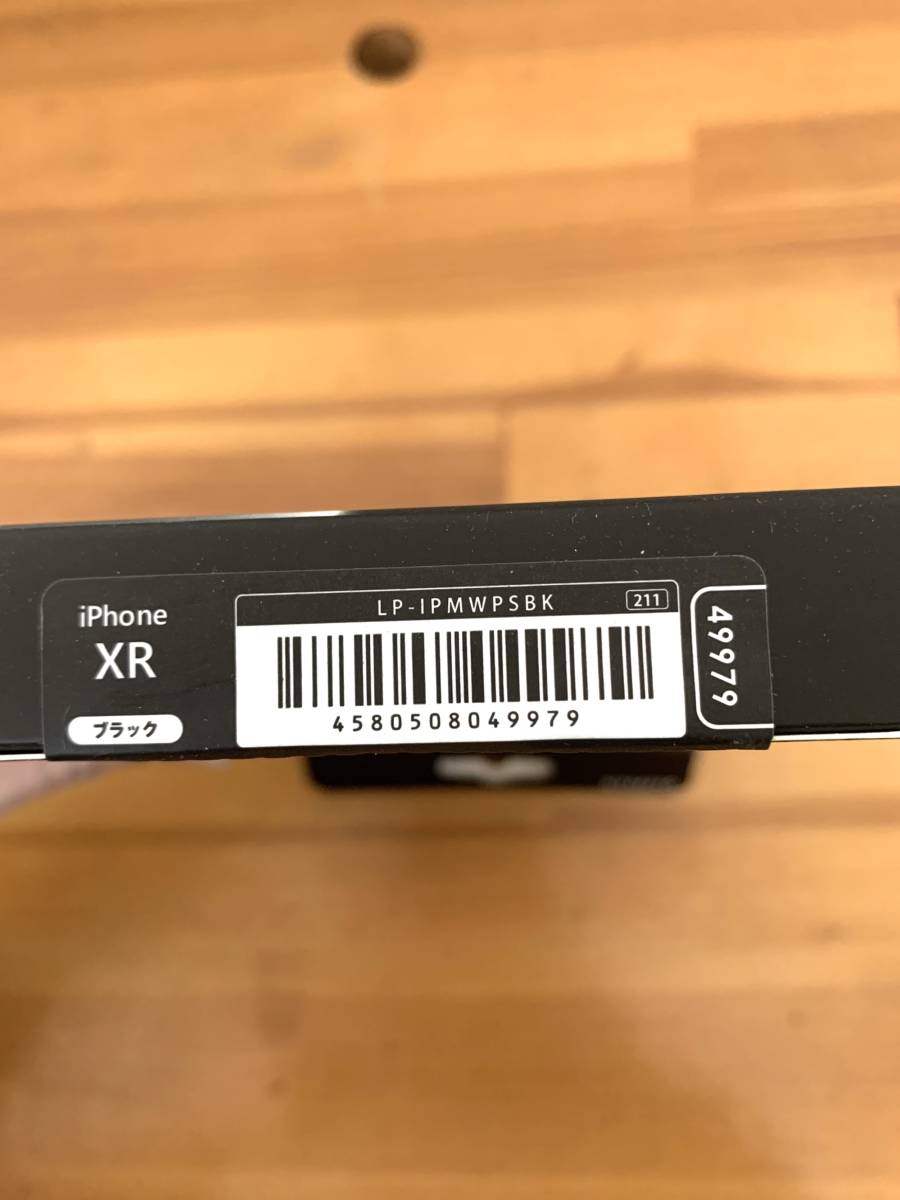 iPhone
XR
ブラック
LP-IPMWPSBK
211
4580508049979
49979